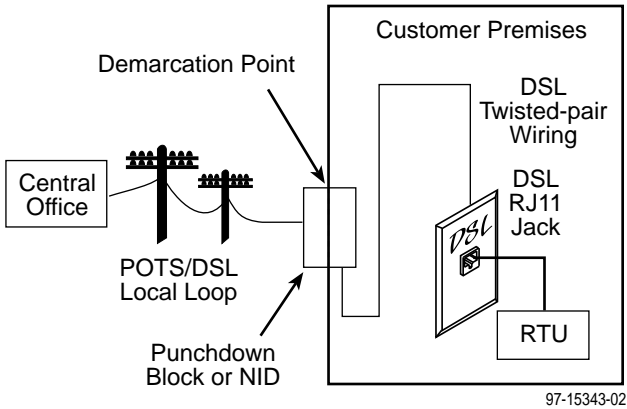 Customer Premises
Demarcation Point
DSL
Twisted-pair
Wiring
Central
Office
DSL
RJ11
Jack
DSL
POTS/DSL
Local Loop
RTU
Punchdown
Block or NID
97-15343-02